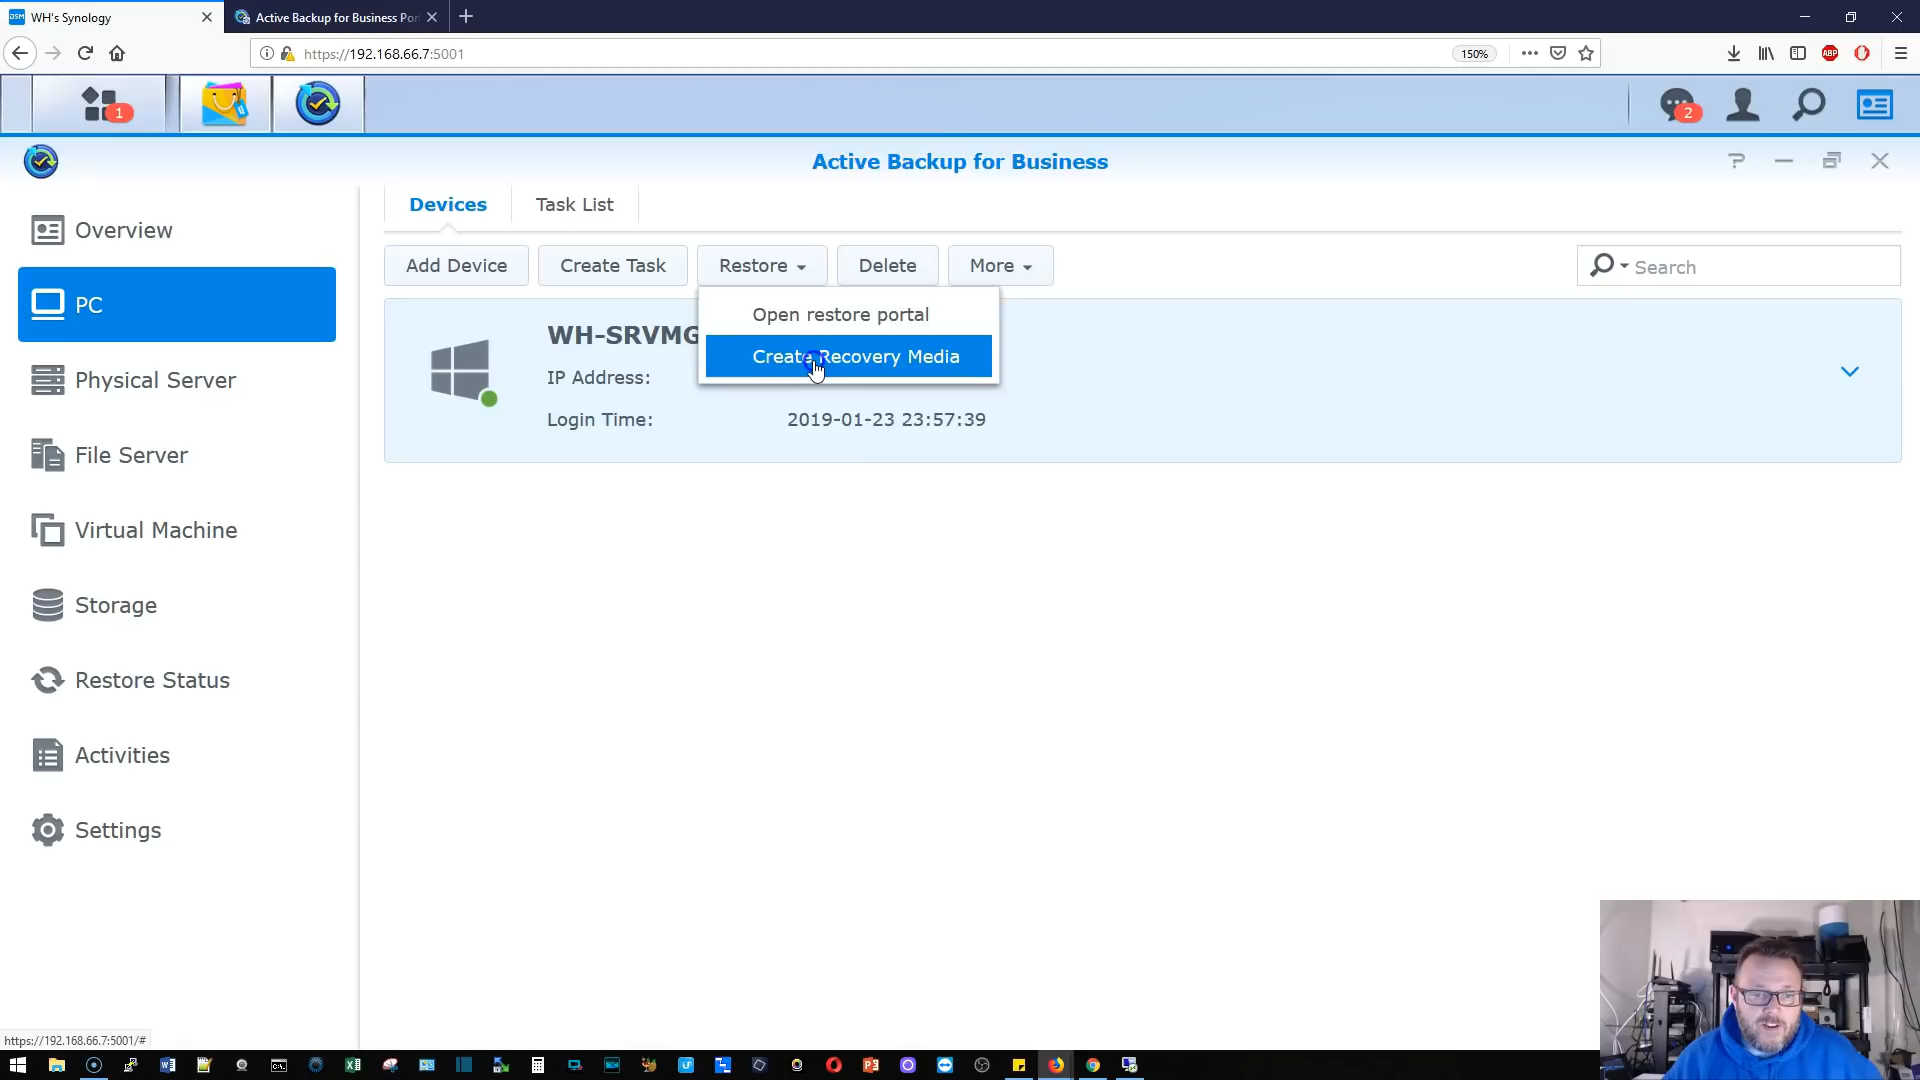 WH's Synology
Active Backup for Business Por
https://192.168.66.7:5001
150%
ABP
1
2
Active Backup for Business
Overview
PC
Physical Server
File Server
Virtual Machine
Storage
Restore Status
Activities
Settings
Devices
Task List
Add Device
Create Task
Restore
Delete
More
Search
Open restore portal
Create Recovery Media
WH-SRVMG
IP Address:
Login Time:
2019-01-23 23:57:39
https://192.168.66.7:5001/#